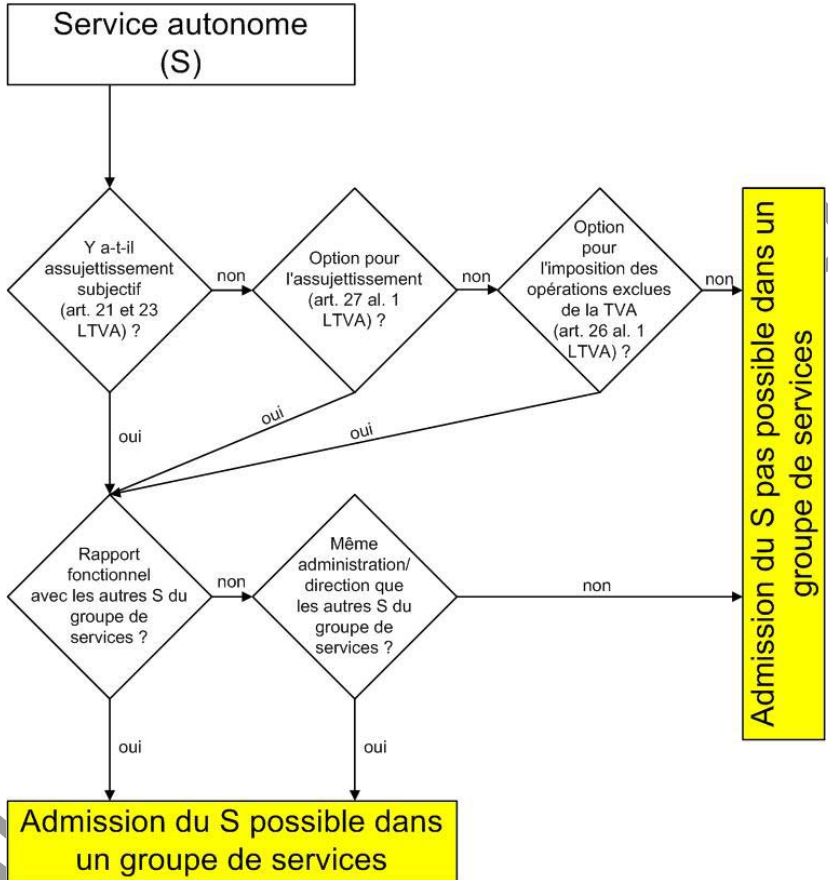 Service autonome
(S)
Y a-t-il
assujettissement
subjectif
(art. 21 et 23
LTVA) ?
non
Option pour
l'assujettissement
(art. 27 al. 1
LTVA) ?
non
Option
pour
l'imposition des
opérations exclues
de la TVA
(art. 26 al. 1
LTVA) ?
non
Admission du S pas possible dans un
groupe de services
oui
oui
oui
Rapport
fonctionnel
avec les autres S du
groupe de
services ?
non
Même
administration/
direction que
les autres S du
groupe de
services ?
non
oui
oui
Admission du S possible dans
un groupe de services